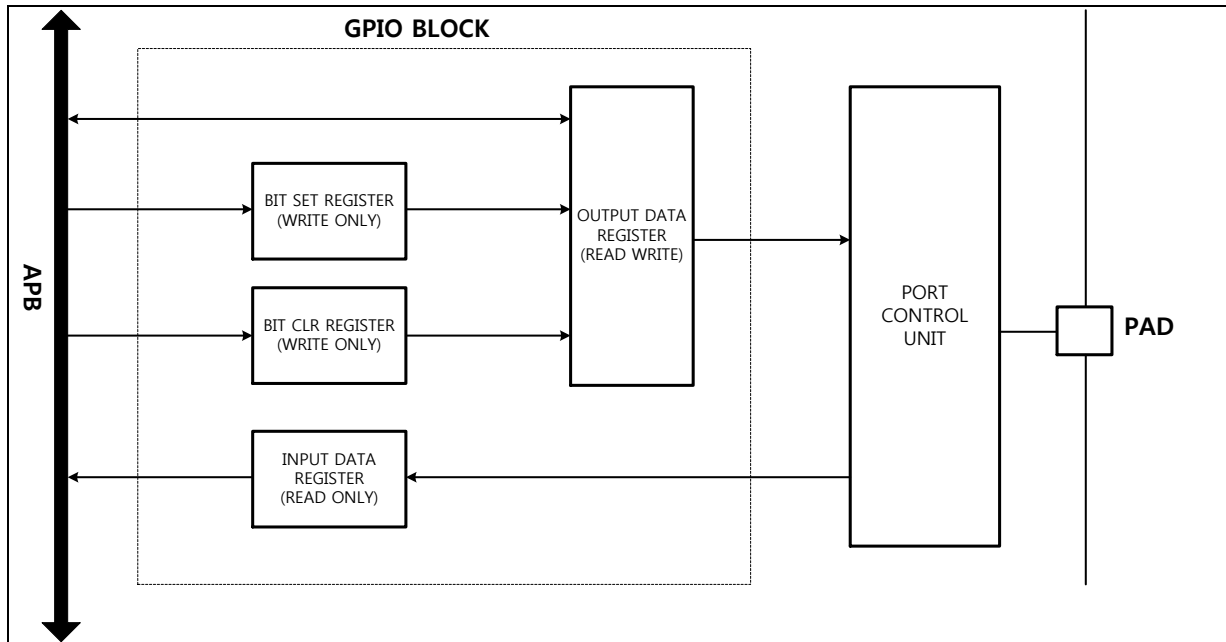 GPIO BLOCK
BIT SET REGISTER
(WRITE ONLY)
OUTPUT DATA
REGISTER
(READ WRITE)
APB
BIT CLR REGISTER
(WRITE ONLY)
PORT
CONTROL
UNIT
PAD
INPUT DATA
REGISTER
(READ ONLY)